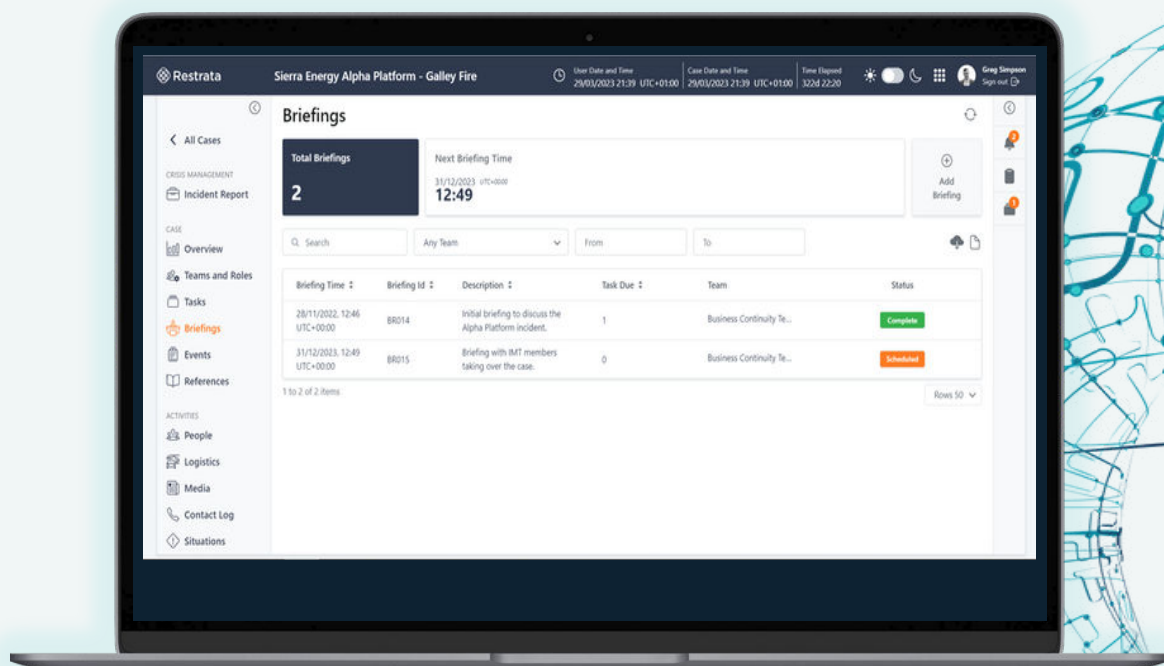 Restrata
Sierra Energy Alpha Platform - Galley Fire
User Date and Time
29/03/2023 21:39 UTC+01:00
Case Date and Time
29/03/2023 21:39 UTC+01:00
Time Elapsed
322d 22:20
Greg Simpson
Sign out
All Cases
CRISIS MANAGEMENT
Incident Report
CASE
Overview
Teams and Roles
Tasks
Briefings
Events
References
ACTIVITIES
People
Logistics
Media
Contact Log
Situations
Briefings
Total Briefings
2
Next Briefing Time
31/12/2023 UTC+00:00
12:49
Add
Briefing
Search
Any Team
From
To
Briefing Time Briefing Id Description Task Due Team Status
28/11/2022, 12:46
UTC+00:00
BR014
Initial briefing to discuss the
Alpha Platform incident.
1
Business Continuity Te...
Complete
31/12/2023, 12:49
UTC+00:00
BR015
Briefing with IMT members
taking over the case.
0
Business Continuity Te...
Scheduled
1 to 2 of 2 items
Rows 50
2
1